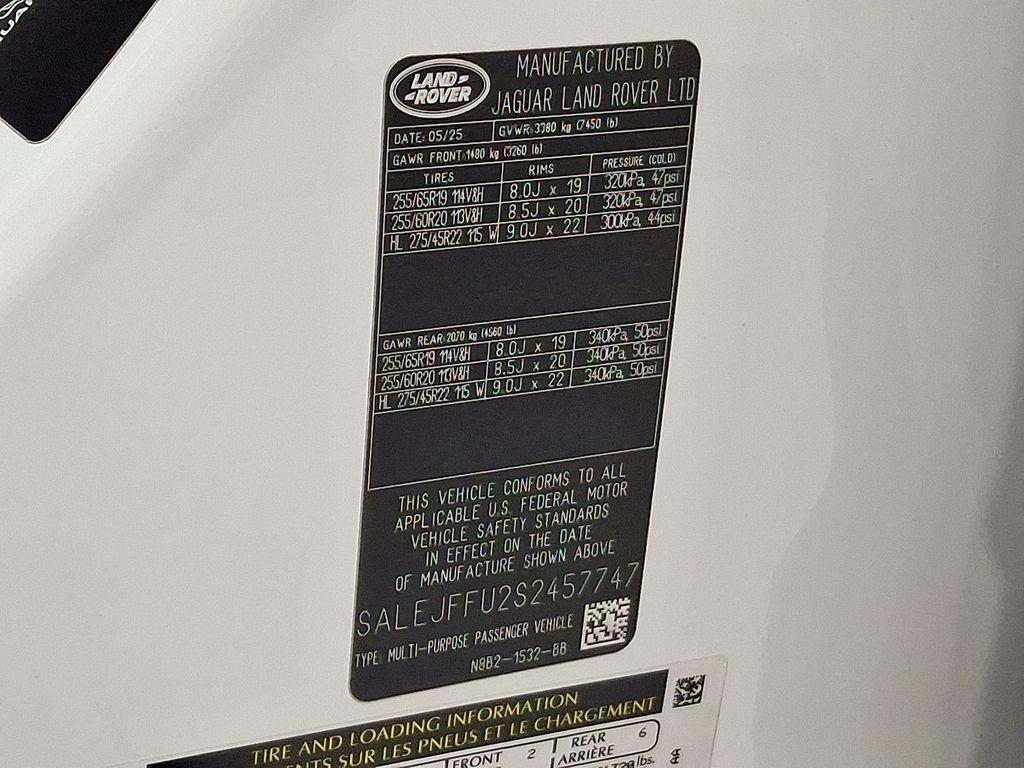 LAND-
-ROVER
MANUFACTURED BY
JAGUAR LAND ROVER LTD
DATE: 05/25 GVWR 3380 kg (7450 lb)
GAWR FRONT 1480 kg (3260 lb)
TIRES RIMS PRESSURE (COLD)
255/65R19 114V&H 8.0J x 19 320kPa, 47psi
255/60R20 113V&H 8.5J x 20 320kPa, 47psi
HL 275/45R22 115 W 9.0J x 22 300kPa, 44psi
GAWR REAR 2070 kg (4560 lb)
255/65R19 114V&H 8.0J x 19 340kPa, 50psi
255/60R20 113V&H 8.5J x 20 340kPa, 50psi
HL 275/45R22 115 W 9.0J x 22 340kPa, 50psi
THIS VEHICLE CONFORMS TO ALL
APPLICABLE U.S. FEDERAL MOTOR
VEHICLE SAFETY STANDARDS
IN EFFECT ON THE DATE
OF MANUFACTURE SHOWN ABOVE
SALEJFFU2S2457747
TYPE MULTI-PURPOSE PASSENGER VEHICLE
N8B2-1532-BB
TIRE AND LOADING INFORMATION
ENTS SUR LES PNEUS ET LE CHARGEMENT
FRONT 2 REAR 6
ARRIÈRE
lbs.